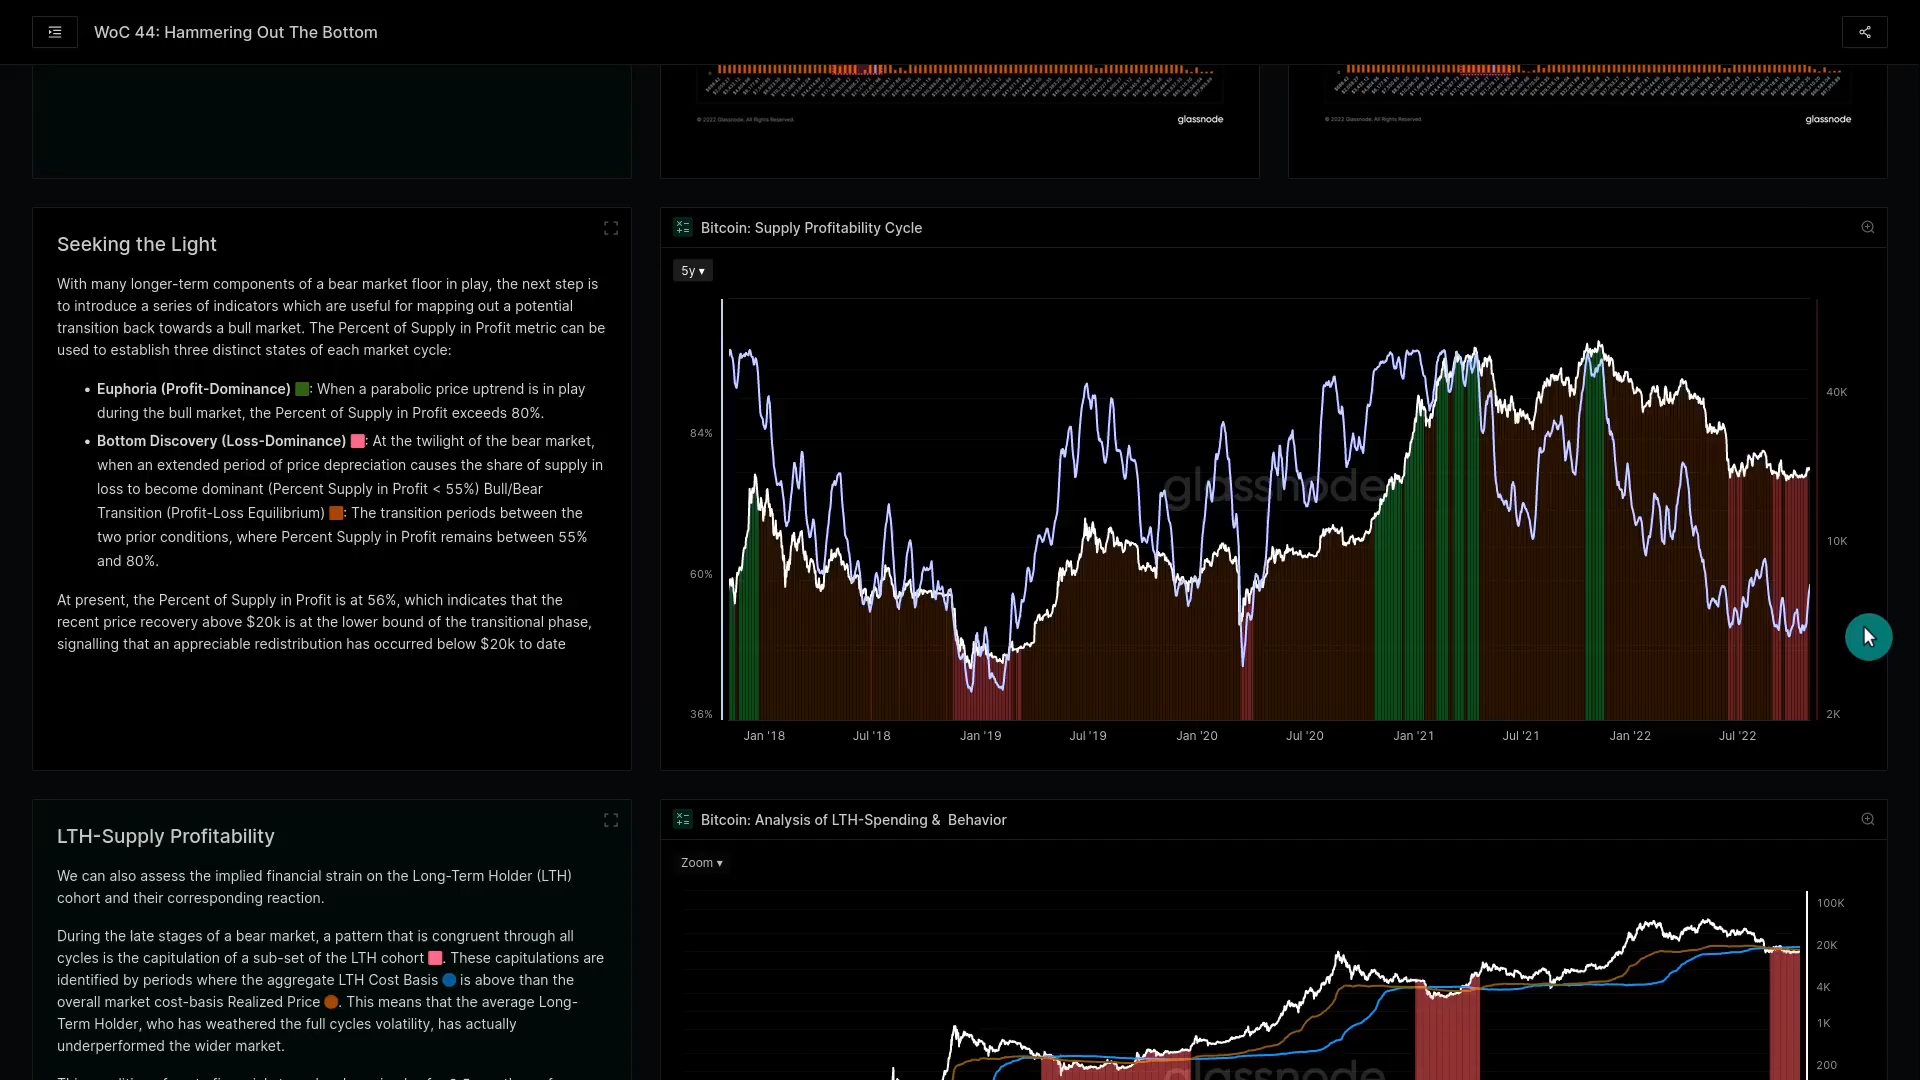 WoC 44: Hammering Out The Bottom
© 2022 Glassnode. All Rights Reserved.
glassnode
© 2022 Glassnode. All Rights Reserved.
glassnode
Seeking the Light
With many longer-term components of a bear market floor in play, the next step is
to introduce a series of indicators which are useful for mapping out a potential
transition back towards a bull market. The Percent of Supply in Profit metric can be
used to establish three distinct states of each market cycle:
• Euphoria (Profit-Dominance) : When a parabolic price uptrend is in play
during the bull market, the Percent of Supply in Profit exceeds 80%.
• Bottom Discovery (Loss-Dominance) : At the twilight of the bear market,
when an extended period of price depreciation causes the share of supply in
loss to become dominant (Percent Supply in Profit < 55%) Bull/Bear
Transition (Profit-Loss Equilibrium) : The transition periods between the
two prior conditions, where Percent Supply in Profit remains between 55%
and 80%.
At present, the Percent of Supply in Profit is at 56%, which indicates that the
recent price recovery above $20k is at the lower bound of the transitional phase,
signalling that an appreciable redistribution has occurred below $20k to date
Bitcoin: Supply Profitability Cycle
5y ▾
84%
60%
36%
40K
10K
2K
glassnode
Jan '18 Jul '18 Jan '19 Jul '19 Jan '20 Jul '20 Jan '21 Jul '21 Jan '22 Jul '22
LTH-Supply Profitability
We can also assess the implied financial strain on the Long-Term Holder (LTH)
cohort and their corresponding reaction.
During the late stages of a bear market, a pattern that is congruent through all
cycles is the capitulation of a sub-set of the LTH cohort . These capitulations are
identified by periods where the aggregate LTH Cost Basis is above than the
overall market cost-basis Realized Price . This means that the average Long-
Term Holder, who has weathered the full cycles volatility, has actually
underperformed the wider market.
Bitcoin: Analysis of LTH-Spending & Behavior
Zoom ▾
100K
20K
4K
1K
200
glassnode